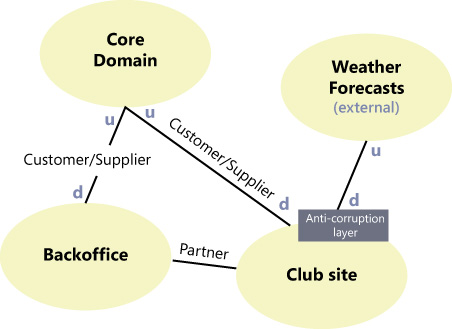 Core
Domain
Weather
Forecasts
(external)
u
u
u
Customer/Supplier
Customer/Supplier
d
d
d
Anti-corruption
layer
Backoffice
Partner
Club site